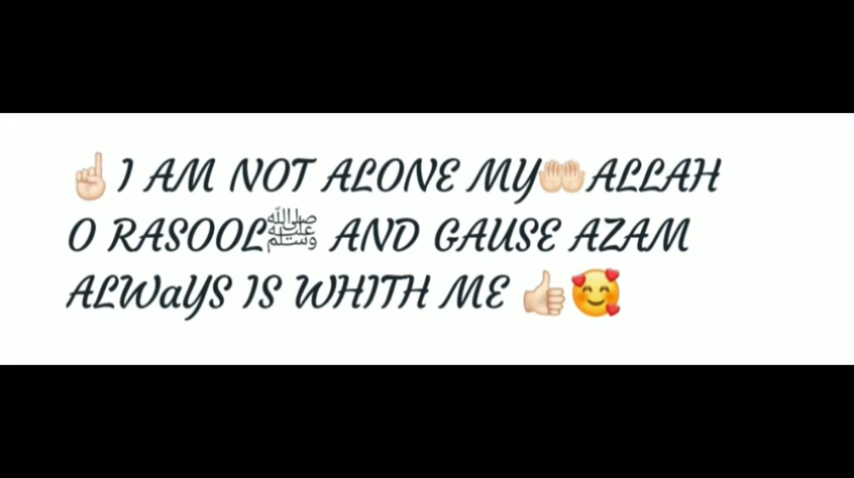 ☝🏻I AM NOT ALONE MY🤲🏻ALLAH
O RASOOLﷺ AND GAUSE AZAM
ALWaYS IS WHITH ME 👍🏻🥰